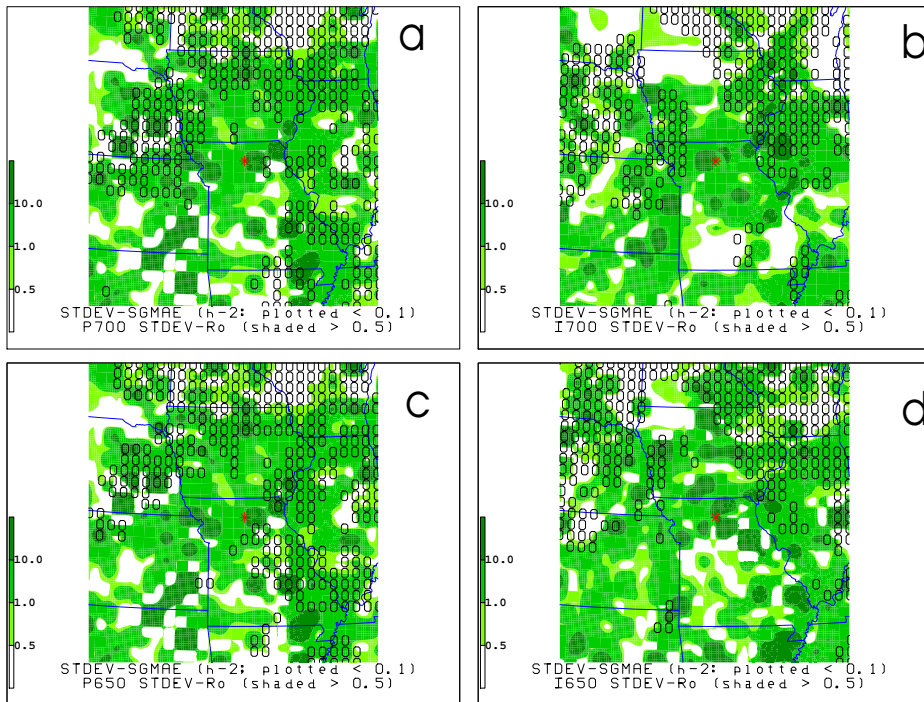 a
10.0
1.0
0.5
STDEV-SGMAE (h-2: plotted < 0.1)
P700 STDEV-Ro (shaded > 0.5)
b
10.0
1.0
0.5
STDEV-SGMAE (h-2: plotted < 0.1)
I700 STDEV-Ro (shaded > 0.5)
c
10.0
1.0
0.5
STDEV-SGMAE (h-2: plotted < 0.1)
P650 STDEV-Ro (shaded > 0.5)
d
10.0
1.0
0.5
STDEV-SGMAE (h-2: plotted < 0.1)
I650 STDEV-Ro (shaded > 0.5)